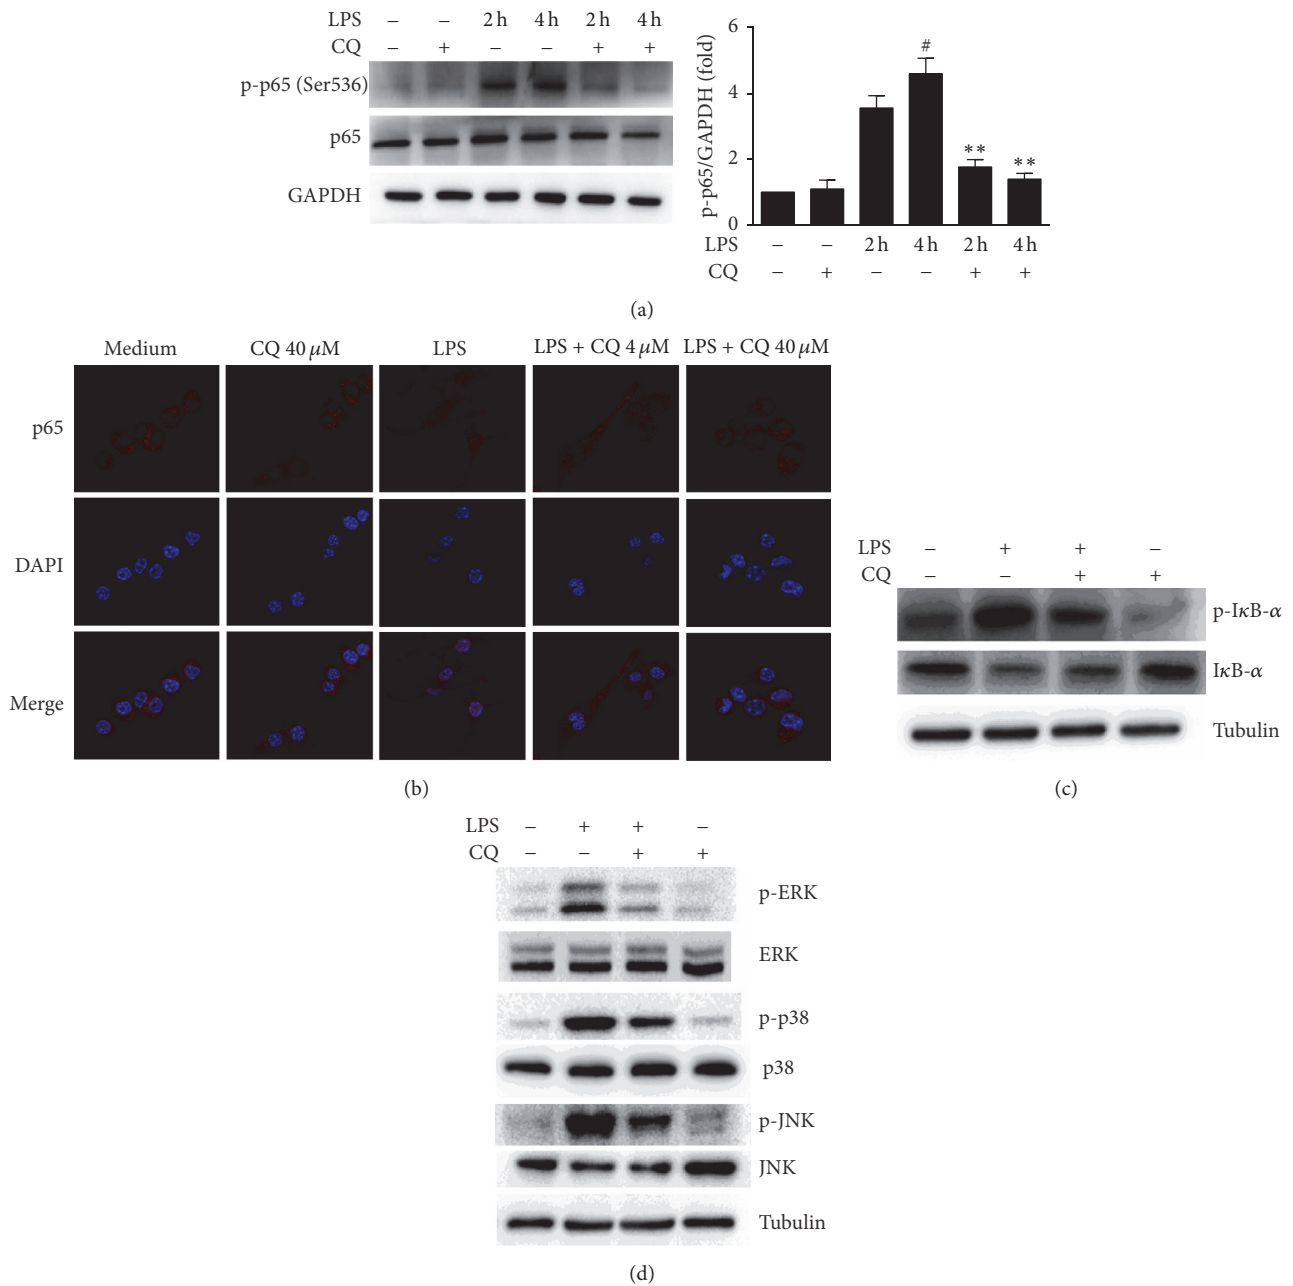 LPS – – 2 h 4 h 2 h 4 h
CQ – + – – + +
p-p65 (Ser536)
p65
GAPDH
p-p65/GAPDH (fold)
6
4
2
0
#
** **
LPS – – 2 h 4 h 2 h 4 h
CQ – + – – + +
(a)
Medium CQ 40 μM LPS LPS + CQ 4 μM LPS + CQ 40 μM
p65
DAPI
Merge
(b)
LPS – + + –
CQ – – + +
p-IκB-α
IκB-α
Tubulin
(c)
LPS – + + –
CQ – – + +
p-ERK
ERK
p-p38
p38
p-JNK
JNK
Tubulin
(d)